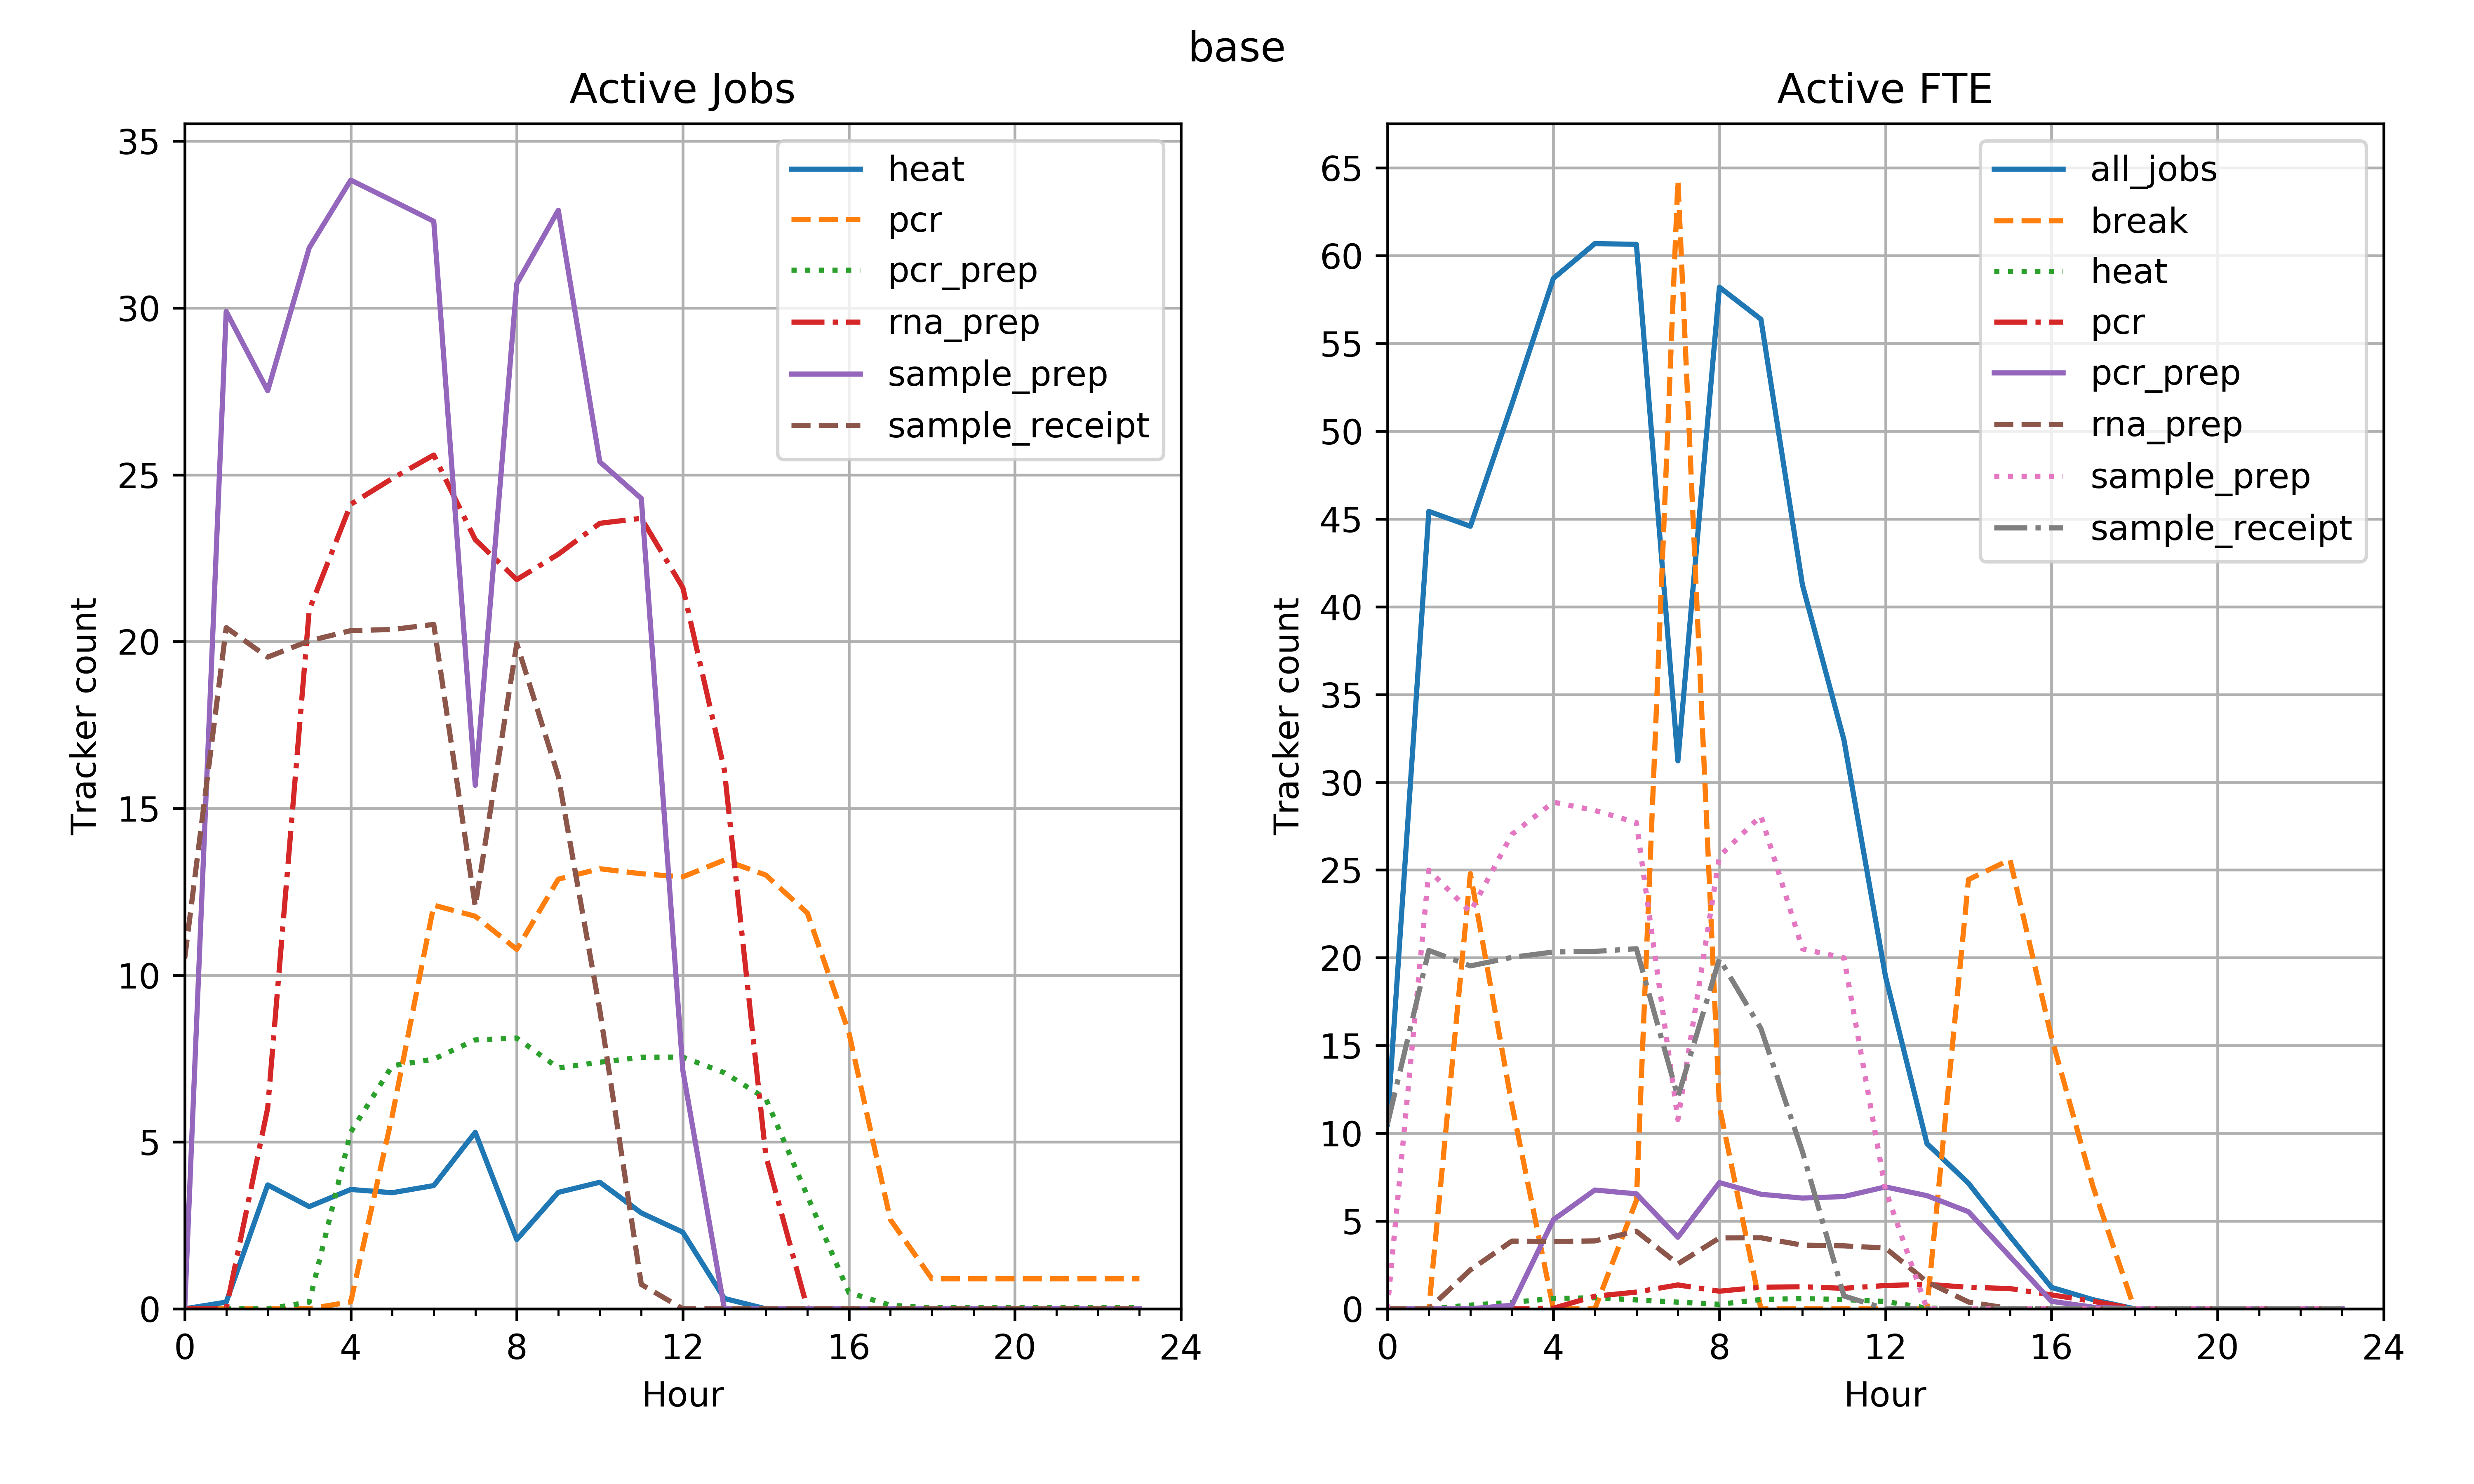 base
Active Jobs
35
30
25
20
15
10
5
0
Tracker count
0 4 8 12 16 20 24
Hour
heat
pcr
pcr_prep
rna_prep
sample_prep
sample_receipt
Active FTE
65
60
55
50
45
40
35
30
25
20
15
10
5
0
Tracker count
0 4 8 12 16 20 24
Hour
all_jobs
break
heat
pcr
pcr_prep
rna_prep
sample_prep
sample_receipt